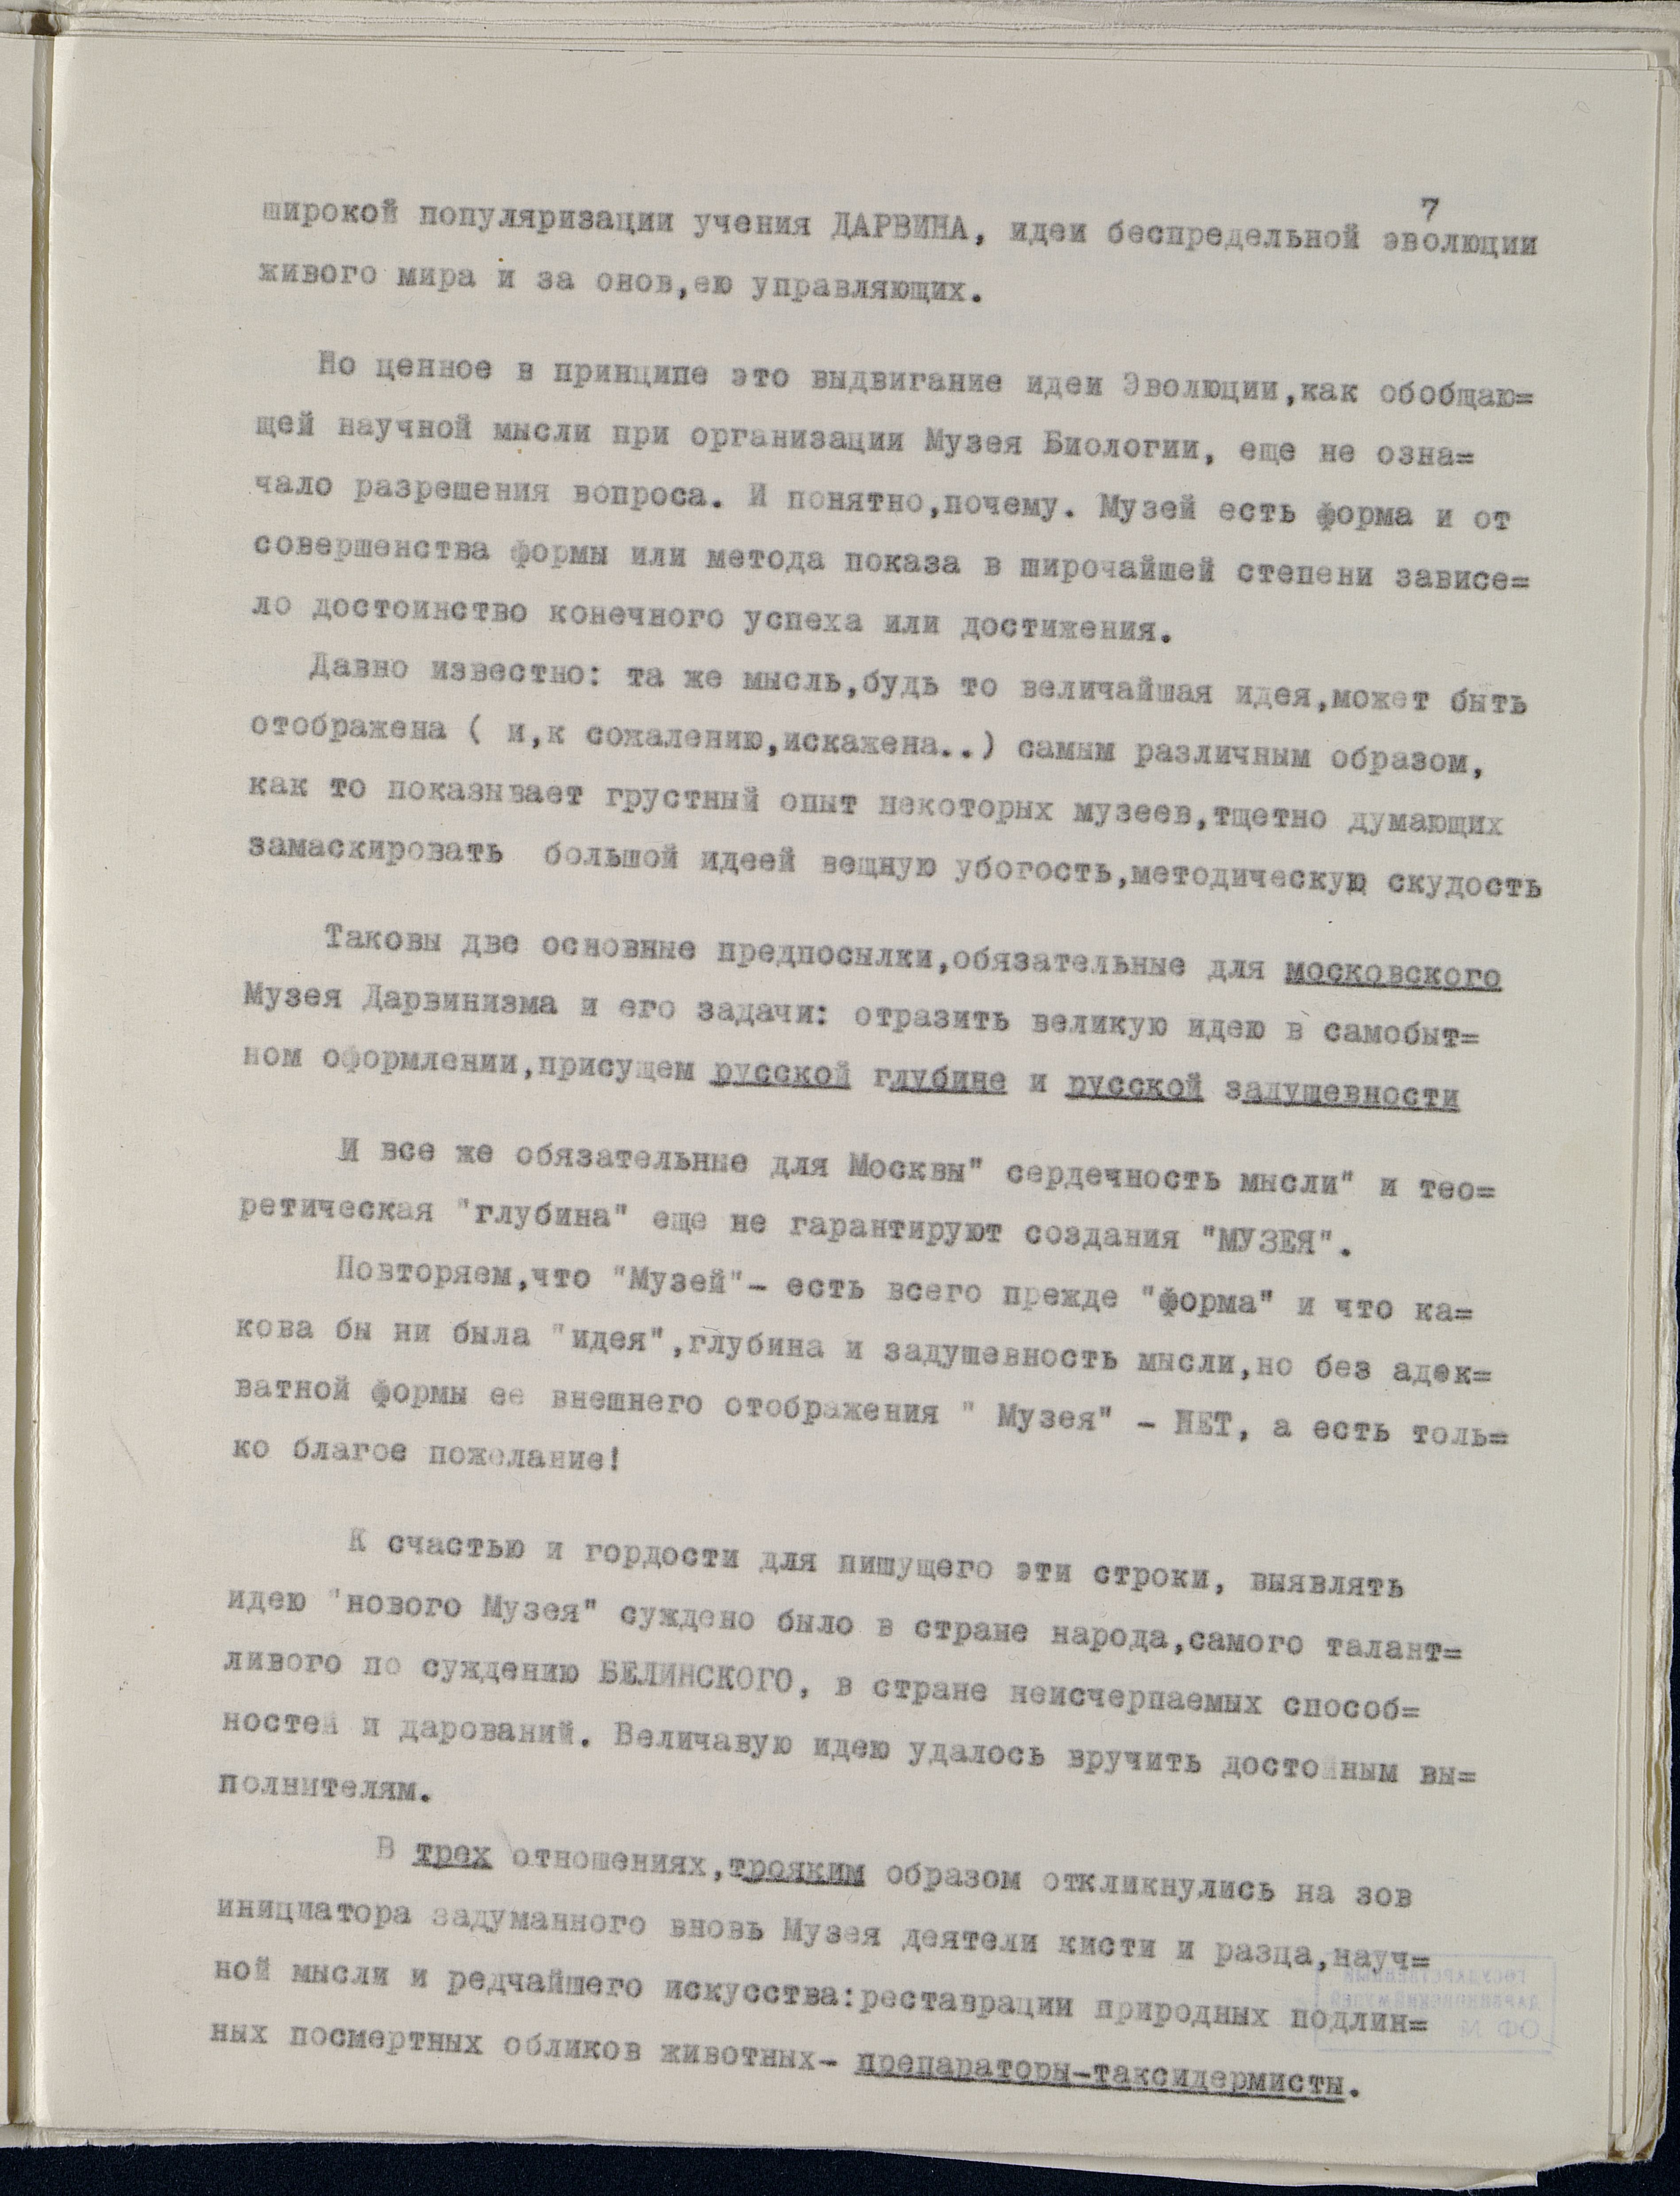 7
широкой популяризации учения ДАРВИНА, идеи беспредельной эволюции
живого мира и за онов,ею управляющих.
Но ценное в принципе это выдвигание идеи Эволюции,как обобщаю=
щей научной мысли при организации Музея Биологии, еще не озна=
чало разрешения вопроса. И понятно,почему. Музей есть форма и от
совершенства формы или метода показа в широчайшей степени зависе=
ло достоинство конечного успеха или достижения.
Давно известно: та же мысль,будь то величайшая идея,может быть
отображена ( и,к сожалению,искажена..) самым различным образом,
как то показывает грустный опыт некоторых музеев,тщетно думающих
замаскировать большой идеей вещную убогость,методическую скудость
Таковы две основные предпосылки,обязательные для московского
Музея Дарвинизма и его задачи: отразить великую идею в самобыт=
ном оформлении,присущем русской глубине и русской задушевности
И все же обязательные для Москвы" сердечность мысли" и тео=
ретическая "глубина" еще не гарантируют создания "МУЗЕЯ".
Повторяем,что "Музей"- есть всего прежде "форма" и что ка=
кова бы ни была "идея",глубина и задушевность мысли,но без адек=
ватной формы ее внешнего отображения " Музея" - НЕТ, а есть толь=
ко благое пожелание!
К счастью и гордости для пишущего эти строки, выявлять
идею "нового Музея" суждено было в стране народа,самого талант=
ливого по суждению БЕЛИНСКОГО, в стране неисчерпаемых способ=
ностей и дарований. Величавую идею удалось вручить достойным вы=
полнителям.
В трех отношениях,трояким образом откликнулись на зов
инициатора задуманного вновь Музея деятели кисти и разца,науч=
ной мысли и редчайшего искусства:реставрации природных подлин=
ных посмертных обликов животных- препараторы-таксидермисты.
ГОСУДАРСТВЕННЫЙ
ДАРВИНОВСКИЙ МУЗЕЙ
ОФ №